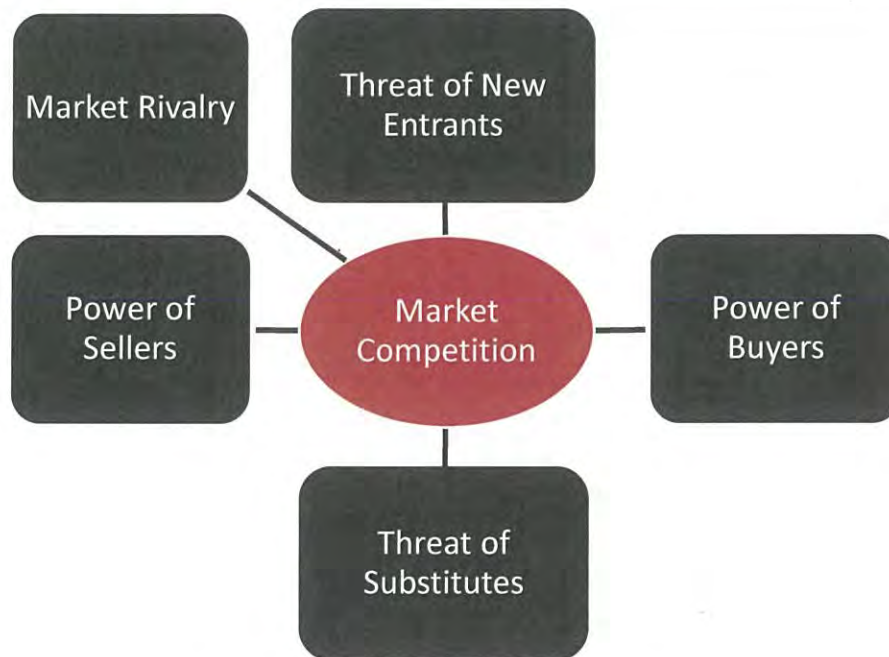 Market Rivalry
Threat of New
Entrants
Power of
Sellers
Market
Competition
Power of
Buyers
Threat of
Substitutes